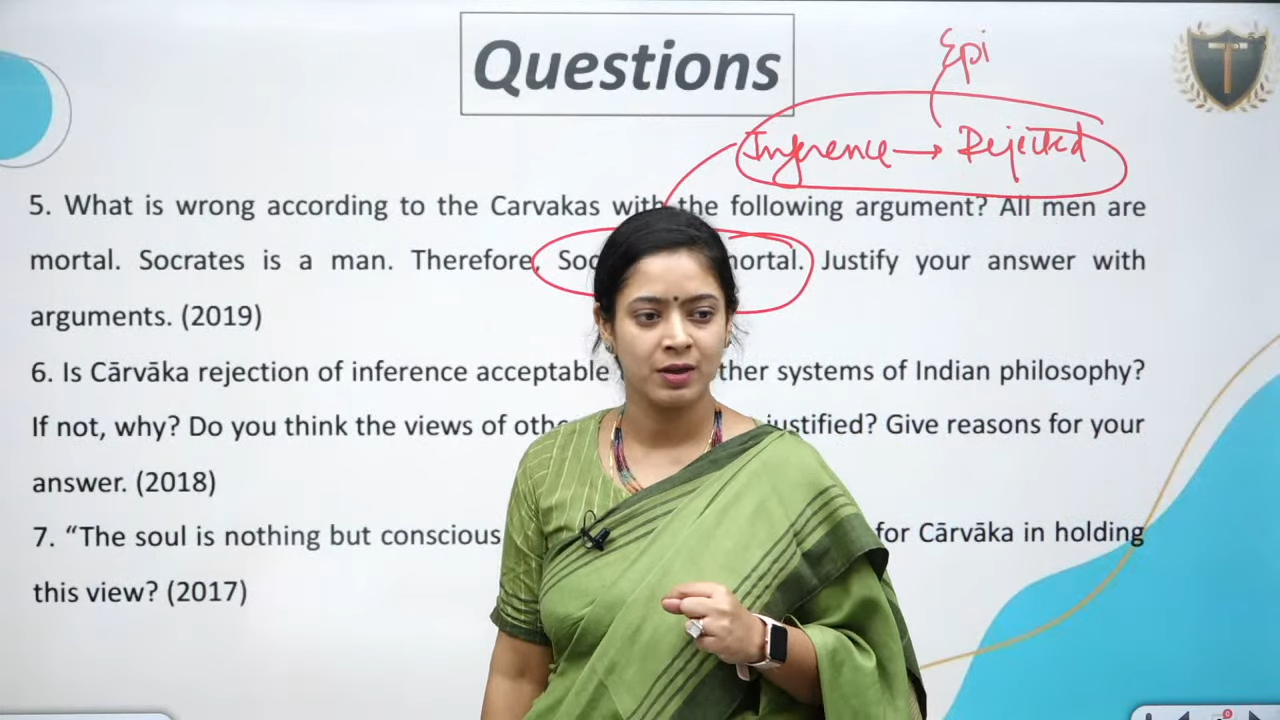 Questions
Epi
Inference → Rejected
5. What is wrong according to the Carvakas with the following argument? All men are
mortal. Socrates is a man. Therefore, Soc mortal. Justify your answer with
arguments. (2019)
6. Is Cārvāka rejection of inference acceptable ther systems of Indian philosophy?
If not, why? Do you think the views of othe justified? Give reasons for your
answer. (2018)
7. “The soul is nothing but conscious for Cārvāka in holding
this view? (2017)
T